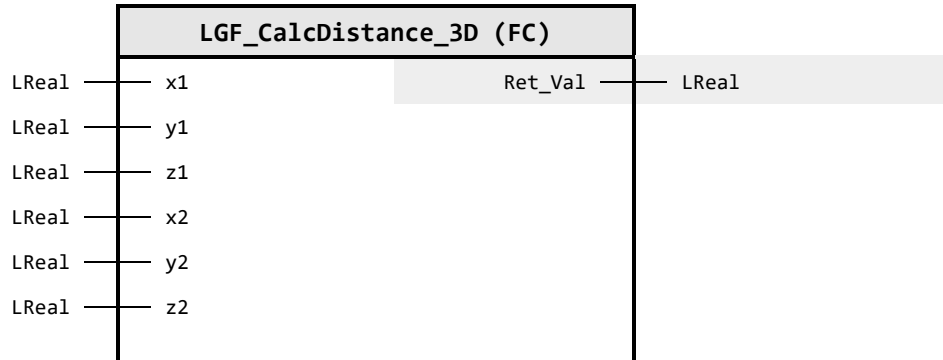 LGF_CalcDistance_3D (FC)
LReal x1 Ret_Val LReal
LReal y1
LReal z1
LReal x2
LReal y2
LReal z2